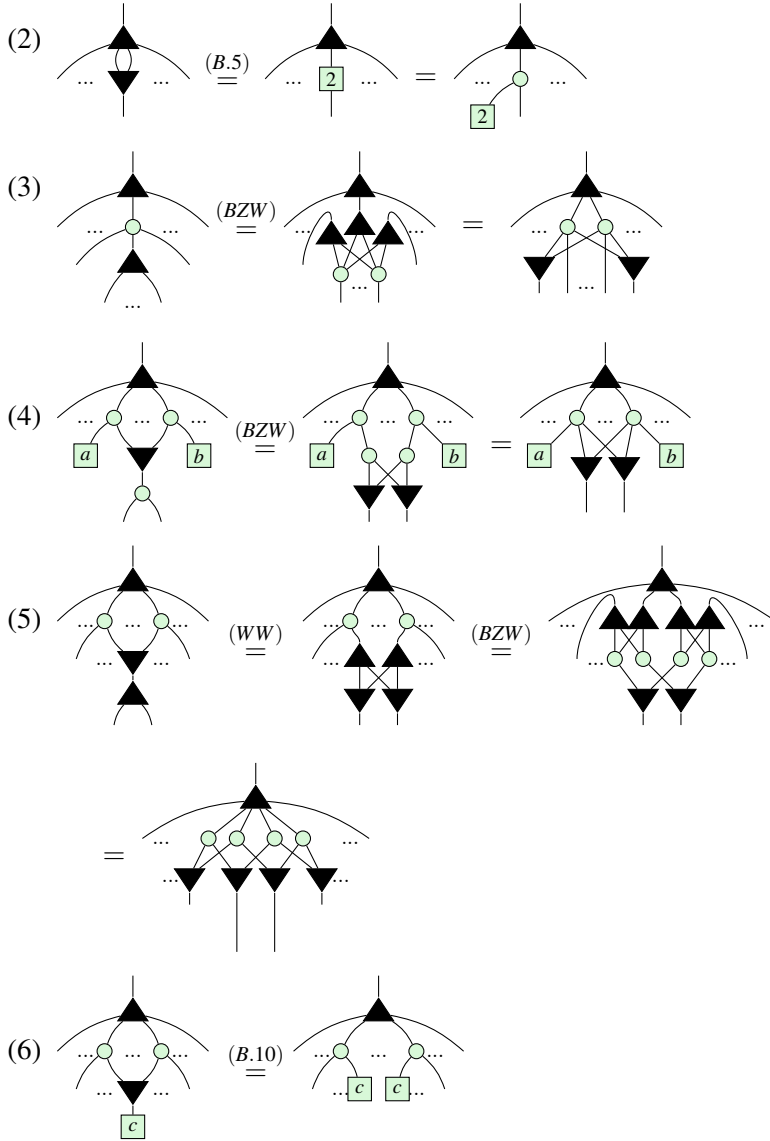 (2) ... ... (B.5) = ... 2 ... = ... ... 2
(3) ... ... ... (BZW) = ... ... ... = ... ... ...
(4) ... ... ... a b (BZW) = ... ... ... a b = ... ... ... a b
(5) ... ... ... ... ... (WW) = ... ... ... ... ... (BZW) = ... ... ... ... ...
= ... ... ... ... ...
(6) ... ... ... ... ... c (B.10) = ... ... ... ... c c ...